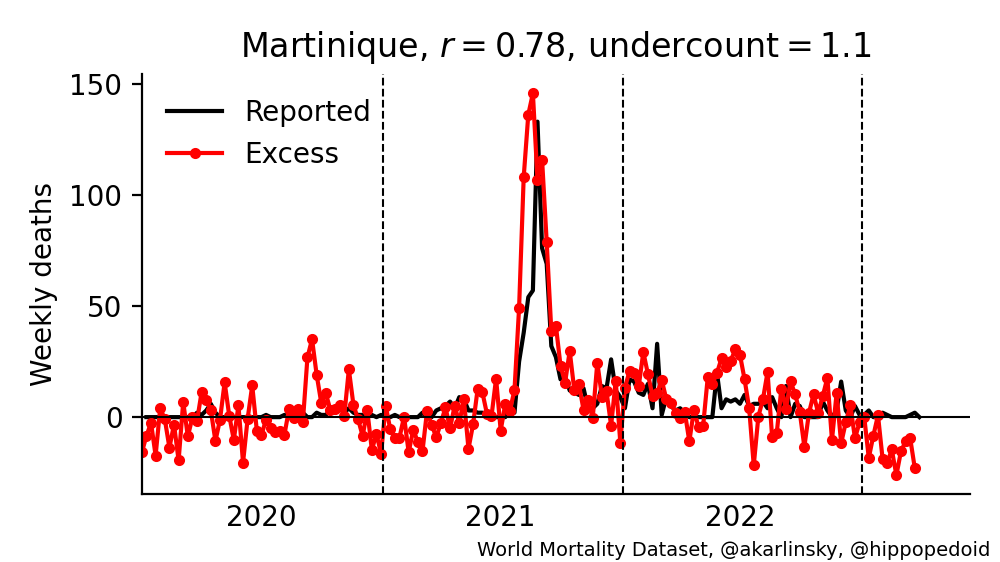 Martinique, r = 0.78, undercount = 1.1
150
Reported
Excess
100
50
0
Weekly deaths
2020 2021 2022
World Mortality Dataset, @akarlinsky, @hippopedoid